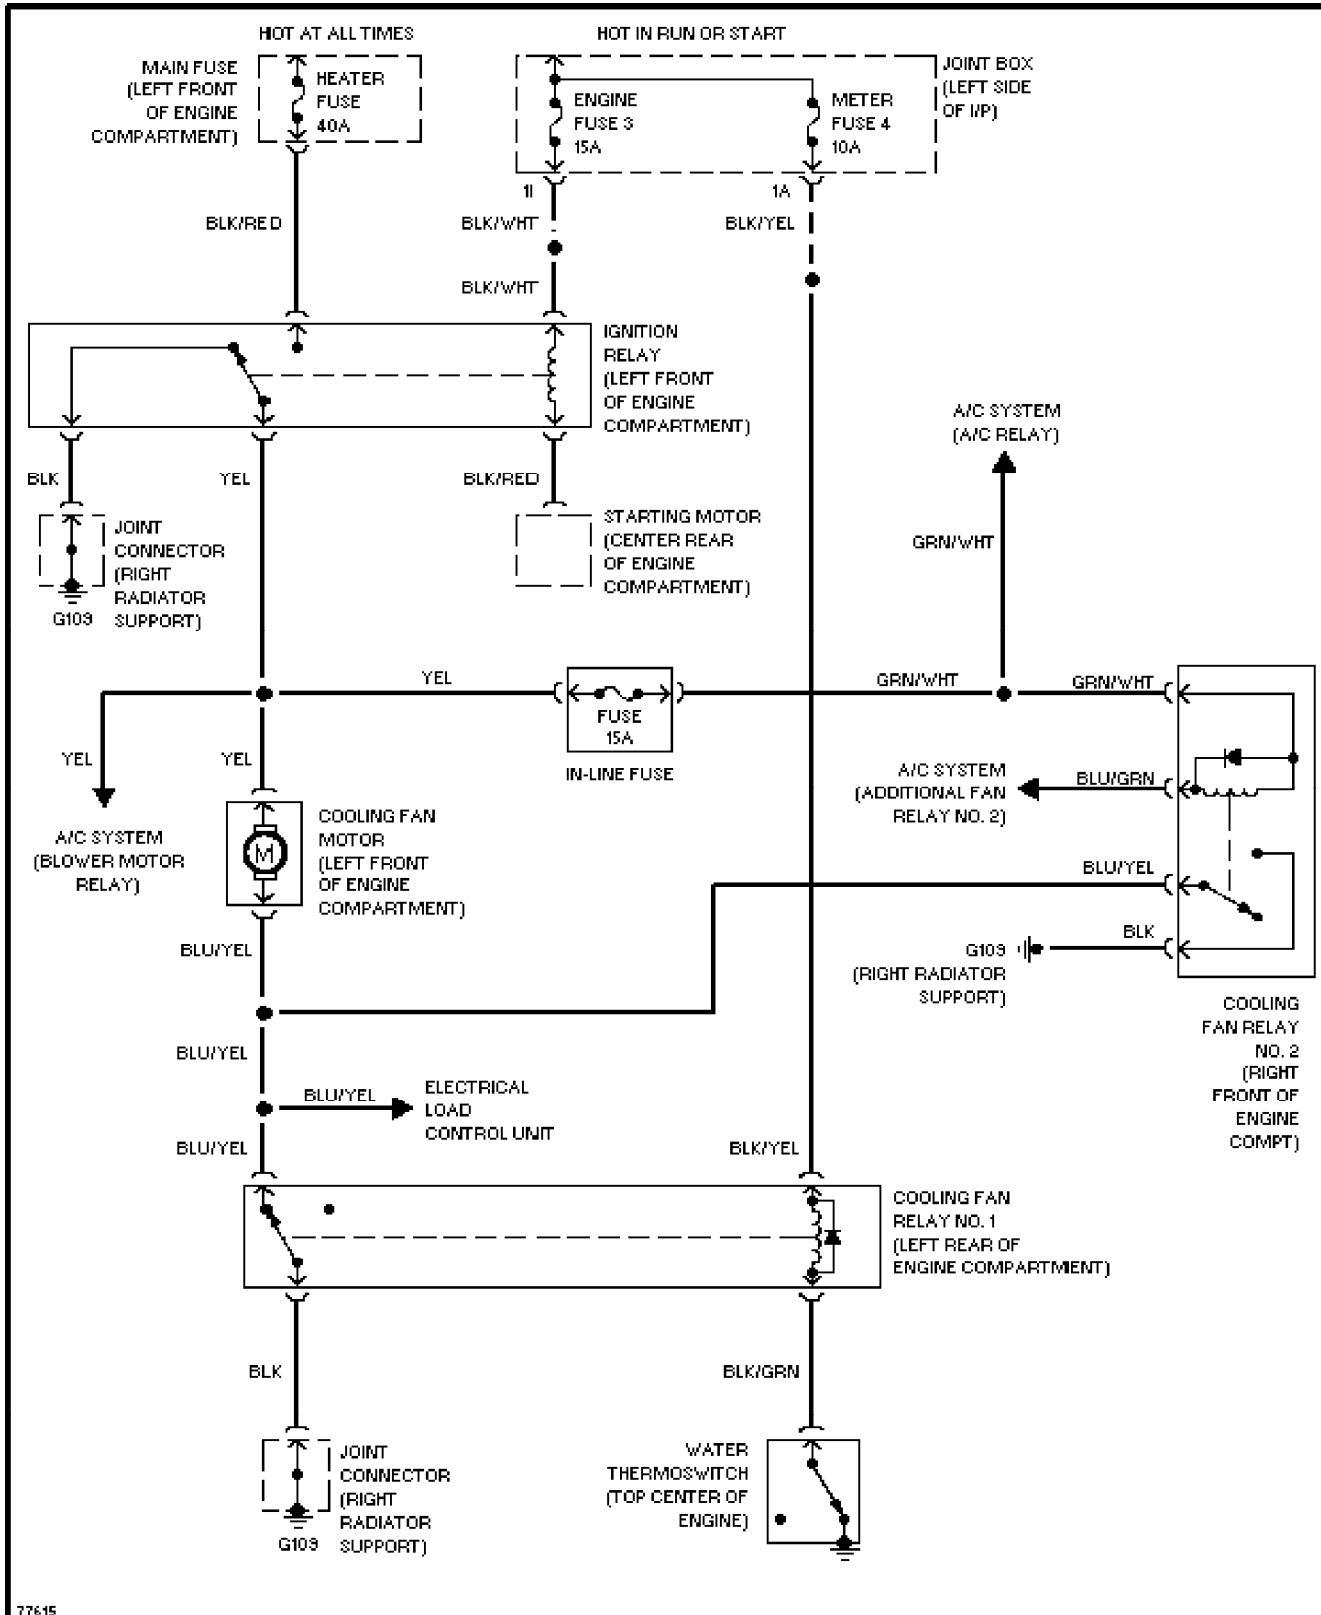 HOT AT ALL TIMES
HOT IN RUN OR START
MAIN FUSE
(LEFT FRONT
OF ENGINE
COMPARTMENT)
HEATER
FUSE
40A
ENGINE
FUSE 3
15A
METER
FUSE 4
10A
JOINT BOX
(LEFT SIDE
OF I/P)
1I
1A
BLK/RED
BLK/WHT
BLK/YEL
BLK/WHT
IGNITION
RELAY
(LEFT FRONT
OF ENGINE
COMPARTMENT)
A/C SYSTEM
(A/C RELAY)
BLK
YEL
BLK/RED
JOINT
CONNECTOR
(RIGHT
RADIATOR
SUPPORT)
G109
STARTING MOTOR
(CENTER REAR
OF ENGINE
COMPARTMENT)
GRN/WHT
YEL
GRN/WHT
GRN/WHT
FUSE
15A
IN-LINE FUSE
YEL
YEL
A/C SYSTEM
(BLOWER MOTOR
RELAY)
M
COOLING FAN
MOTOR
(LEFT FRONT
OF ENGINE
COMPARTMENT)
A/C SYSTEM
(ADDITIONAL FAN
RELAY NO. 2)
BLU/GRN
BLU/YEL
BLK
G109
(RIGHT RADIATOR
SUPPORT)
COOLING
FAN RELAY
NO. 2
(RIGHT
FRONT OF
ENGINE
COMPT)
BLU/YEL
BLU/YEL
BLU/YEL
ELECTRICAL
LOAD
CONTROL UNIT
BLU/YEL
BLK/YEL
COOLING FAN
RELAY NO. 1
(LEFT REAR OF
ENGINE COMPARTMENT)
BLK
BLK/GRN
JOINT
CONNECTOR
(RIGHT
RADIATOR
SUPPORT)
G109
WATER
THERMOSWITCH
(TOP CENTER OF
ENGINE)
77615